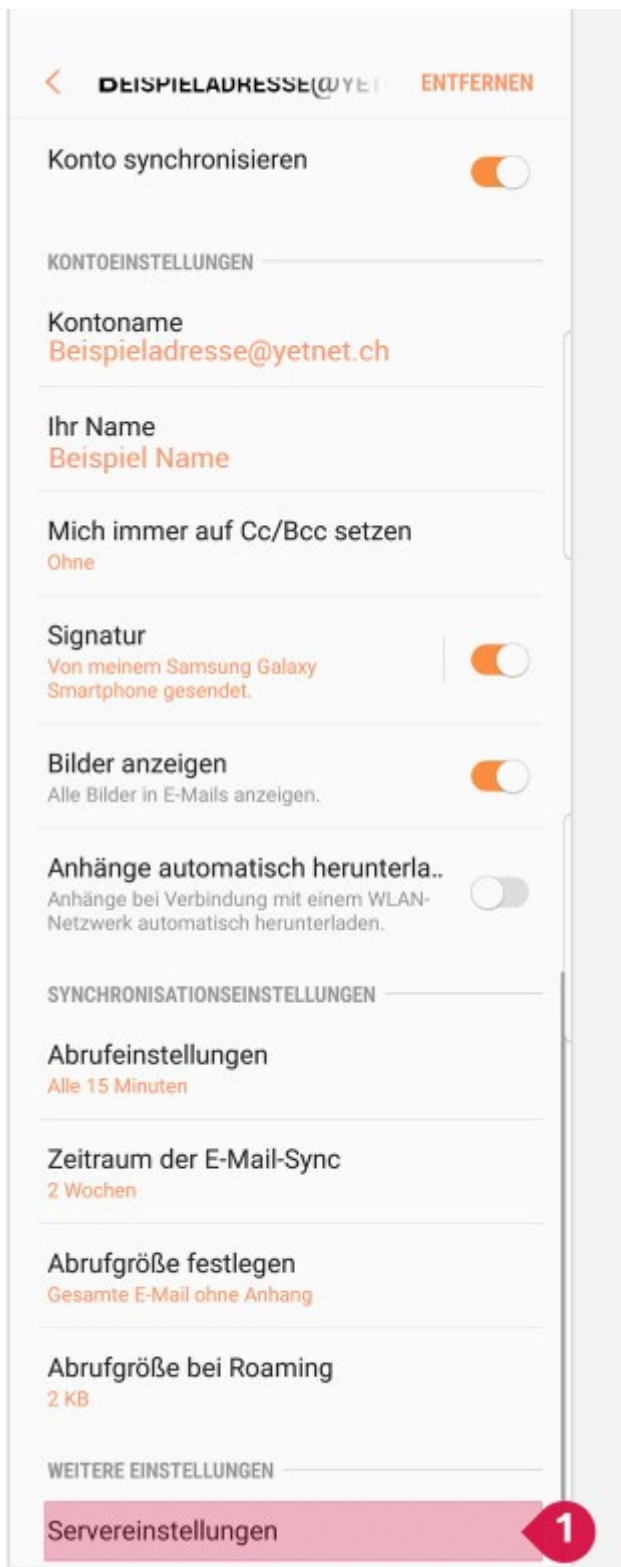 BEISPIELADRESSE@YET
ENTFERNEN
Konto synchronisieren
KONTOEINSTELLUNGEN
Kontoname
Beispieladresse@yetnet.ch
Ihr Name
Beispiel Name
Mich immer auf Cc/Bcc setzen
Ohne
Signatur
Von meinem Samsung Galaxy
Smartphone gesendet.
Bilder anzeigen
Alle Bilder in E-Mails anzeigen.
Anhänge automatisch herunterla..
Anhänge bei Verbindung mit einem WLAN-
Netzwerk automatisch herunterladen.
SYNCHRONISATIONSEINSTELLUNGEN
Abrufeinstellungen
Alle 15 Minuten
Zeitraum der E-Mail-Sync
2 Wochen
Abrufgröße festlegen
Gesamte E-Mail ohne Anhang
Abrufgröße bei Roaming
2 KB
WEITERE EINSTELLUNGEN
Servereinstellungen
1